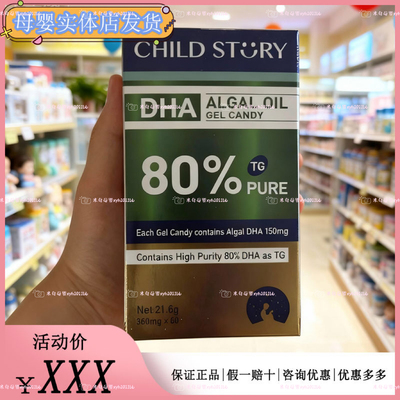 母婴实体店发货
CHILD STORY
DHA
ALGAL OIL
GEL CANDY
80% TG
PURE
Each Gel Candy contains Algal DHA 150mg
Contains High Purity 80% DHA as TG
Net 21.6g
360mg × 60
活动价
¥XXX
保证正品|假一赔十|咨询优惠|优惠多多